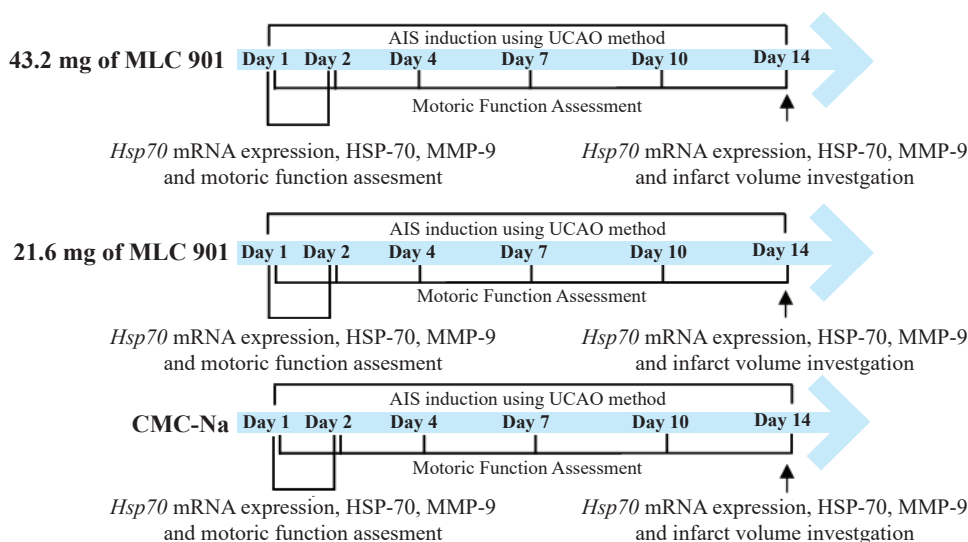 AIS induction using UCAO method
43.2 mg of MLC 901 Day 1 Day 2 Day 4 Day 7 Day 10 Day 14
Motoric Function Assessment
Hsp70 mRNA expression, HSP-70, MMP-9 Hsp70 mRNA expression, HSP-70, MMP-9
and motoric function assesment and infarct volume investgation
AIS induction using UCAO method
21.6 mg of MLC 901 Day 1 Day 2 Day 4 Day 7 Day 10 Day 14
Motoric Function Assessment
Hsp70 mRNA expression, HSP-70, MMP-9 Hsp70 mRNA expression, HSP-70, MMP-9
and motoric function assesment and infarct volume investgation
AIS induction using UCAO method
CMC-Na Day 1 Day 2 Day 4 Day 7 Day 10 Day 14
Motoric Function Assessment
Hsp70 mRNA expression, HSP-70, MMP-9 Hsp70 mRNA expression, HSP-70, MMP-9
and motoric function assesment and infarct volume investgation